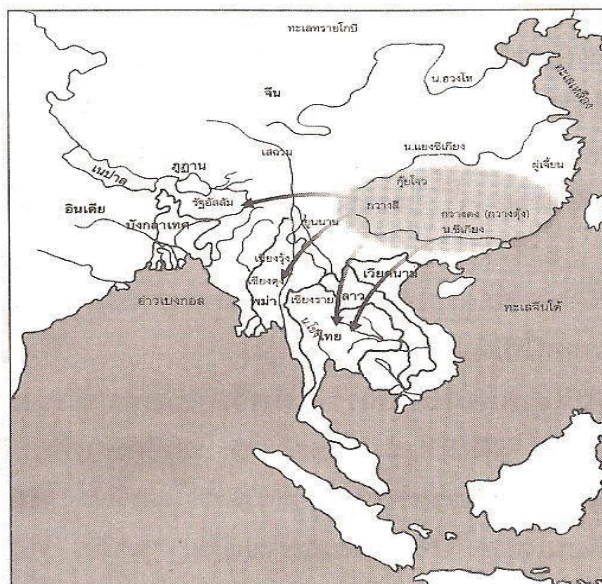 ทะเลทรายโกบี
ทะเลเหลือง
น.ฮวงโห
จีน
น.แยงซีเกียง
เสฉวน
ฝูเจี้ยน
ภูฏาน
เนปาล
กุ้ยโจว
รัฐอัสสัม
กวางสี
อินเดีย
บังกลาเทศ
ยูนนาน
กวางตง (กวางตุ้ง)
น.ซีเกียง
เชียงรุ้ง
เวียดนาม
เชียงตุง
พม่า
เชียงราย
ลาว
อ่าวเบงกอล
ทะเลจีนใต้
ไทย